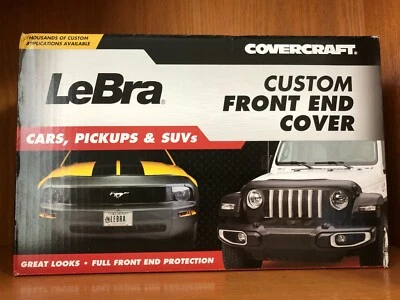 THOUSANDS OF CUSTOM
APPLICATIONS AVAILABLE
COVERCRAFT®
LeBra®
CUSTOM
FRONT END
COVER
CARS, PICKUPS & SUVs
LEBRA
GREAT LOOKS • FULL FRONT END PROTECTION